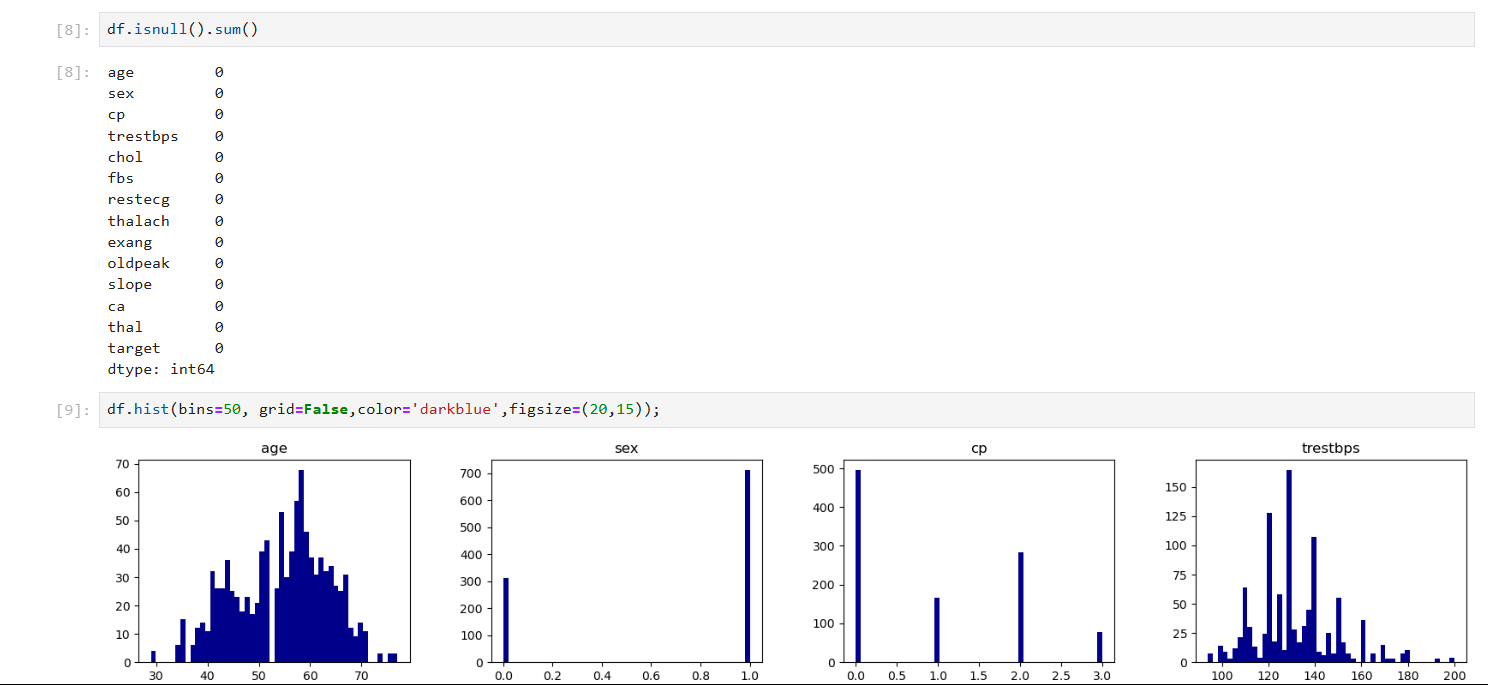 [8]: df.isnull().sum()
[8]: age 0
sex 0
cp 0
trestbps 0
chol 0
fbs 0
restecg 0
thalach 0
exang 0
oldpeak 0
slope 0
ca 0
thal 0
target 0
dtype: int64
[9]: df.hist(bins=50, grid=False,color='darkblue',figsize=(20,15));
age
70
60
50
40
30
20
10
0
30 40 50 60 70
sex
700
600
500
400
300
200
100
0
0.0 0.2 0.4 0.6 0.8 1.0
cp
500
400
300
200
100
0
0.0 0.5 1.0 1.5 2.0 2.5 3.0
trestbps
150
125
100
75
50
25
0
100 120 140 160 180 200